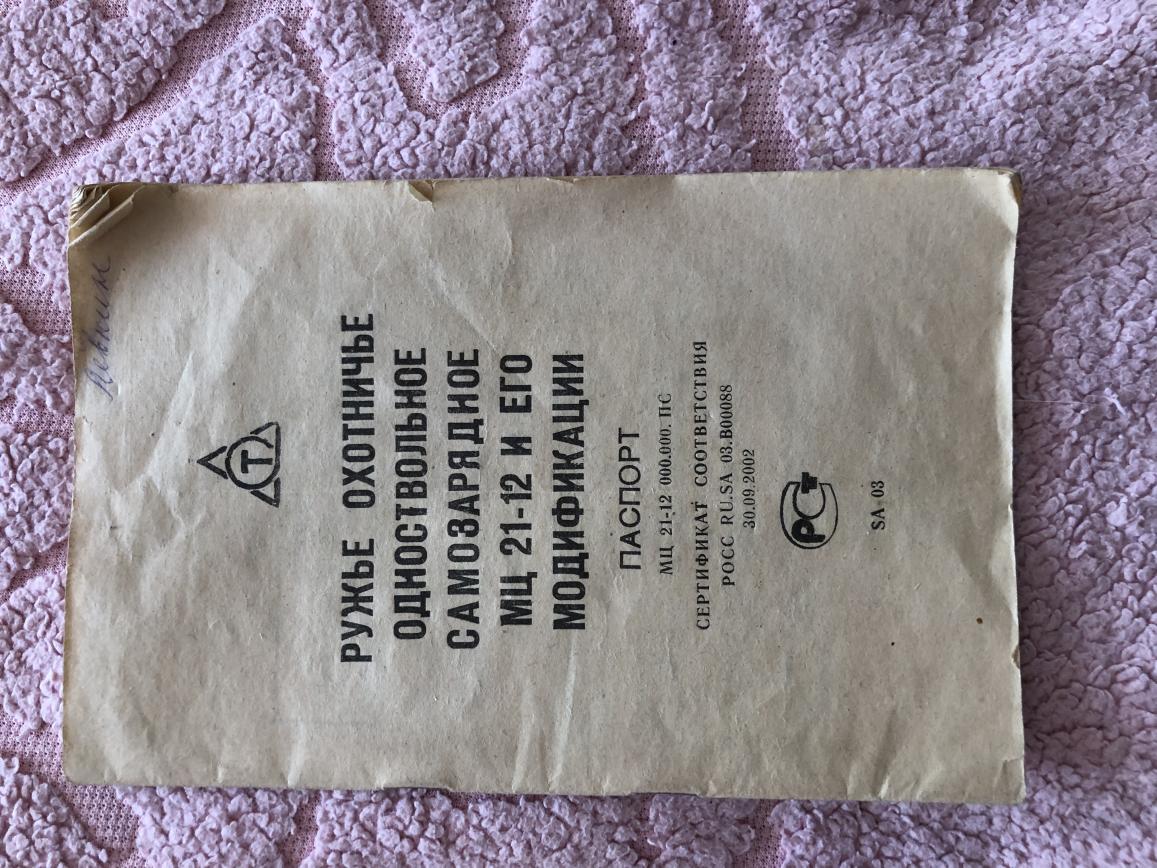 Т
РУЖЬЕ ОХОТНИЧЬЕ
ОДНОСТВОЛЬНОЕ
САМОЗАРЯДНОЕ
МЦ 21-12 И ЕГО
МОДИФИКАЦИИ
ПАСПОРТ
МЦ 21-12 000.000. ПС
СЕРТИФИКАТ СООТВЕТСТВИЯ
РОСС RU.SA 03.В00088
30.09.2002
РСТ
SA 03